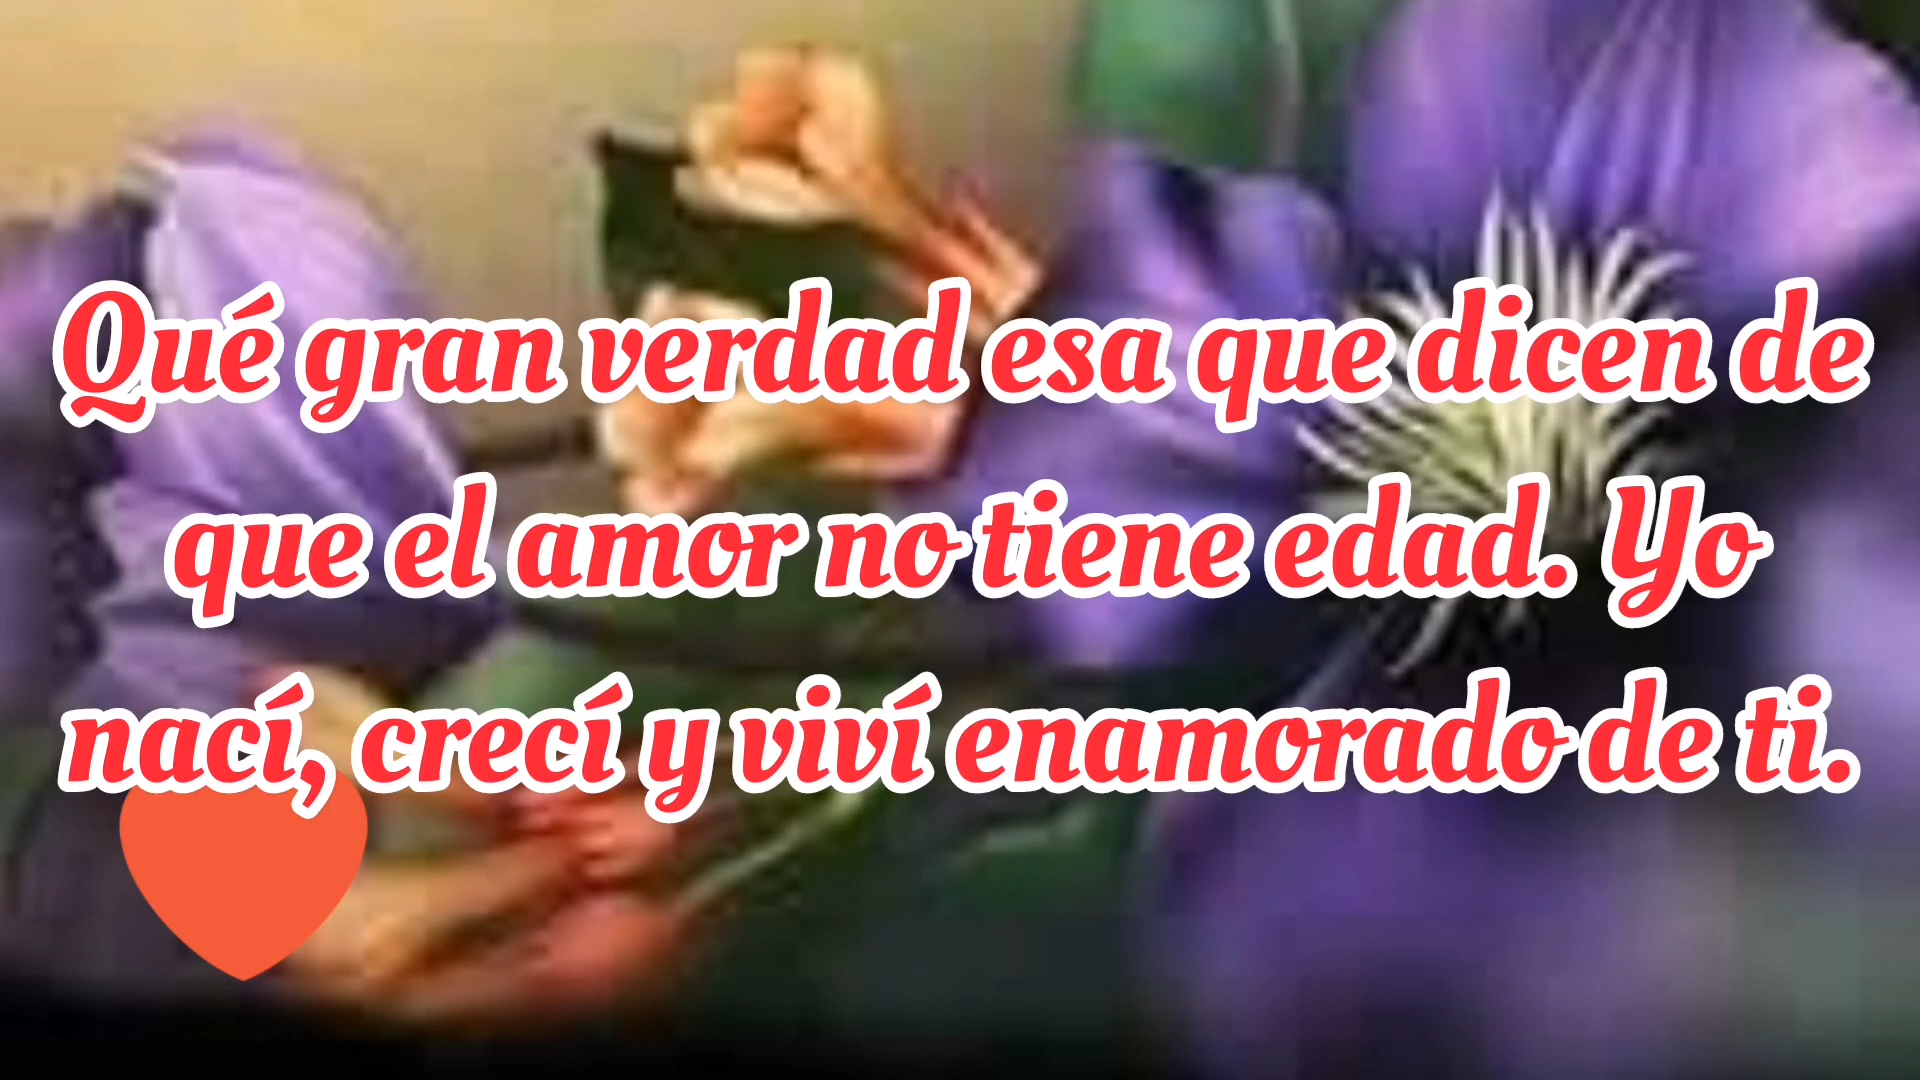 Qué gran verdad esa que dicen de
que el amor no tiene edad. Yo
nací, crecí y viví enamorado de ti.